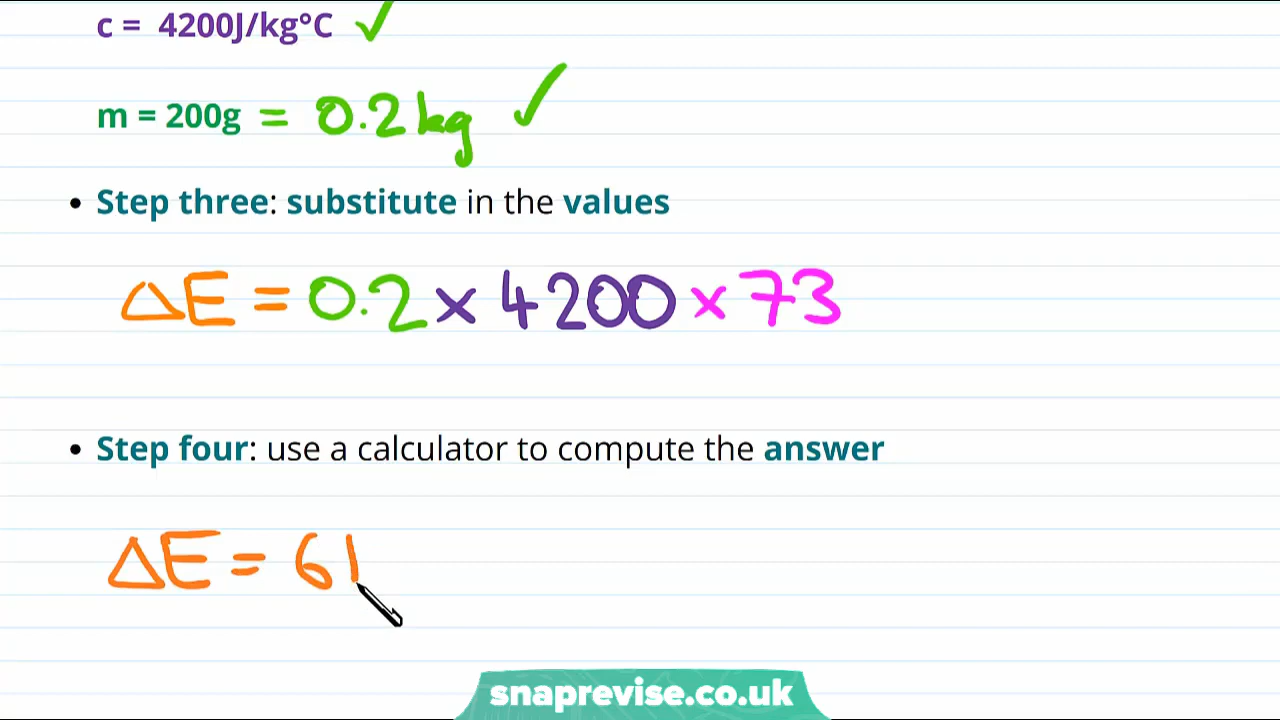 c = 4200J/kg°C ✓
m = 200g = 0.2kg ✓
• Step three: substitute in the values
ΔE = 0.2 × 4200 × 73
• Step four: use a calculator to compute the answer
ΔE = 61
snaprevise.co.uk